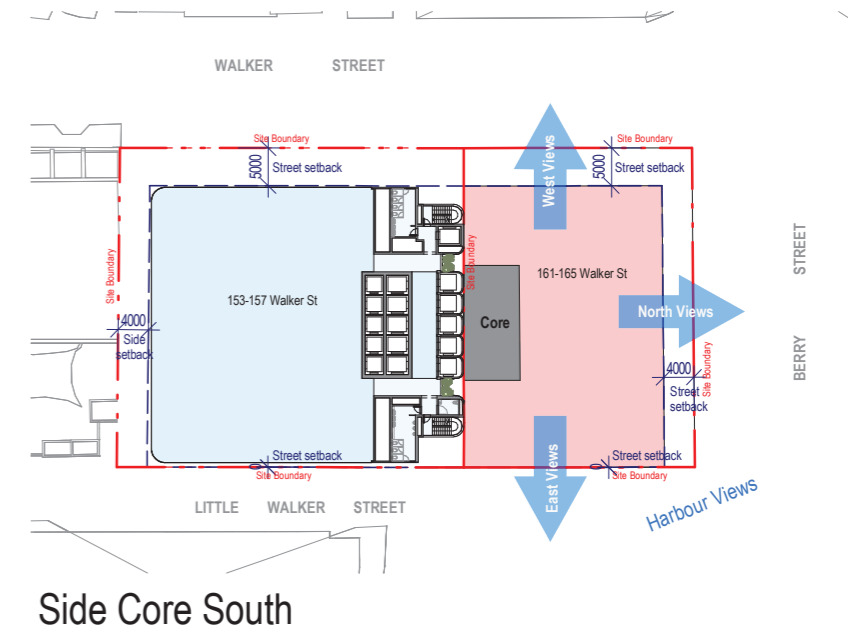 WALKER STREET
Site Boundary
Site Boundary
5000
Street setback
5000
Street setback
West Views
STREET
Site Boundary
Site Boundary
153-157 Walker St
161-165 Walker St
4000
Side
setback
Core
North Views
BERRY
Site Boundary
4000
Street
setback
0
Street setback
Site Boundary
East Views
0
Street setback
Site Boundary
LITTLE WALKER STREET
Harbour Views
Side Core South